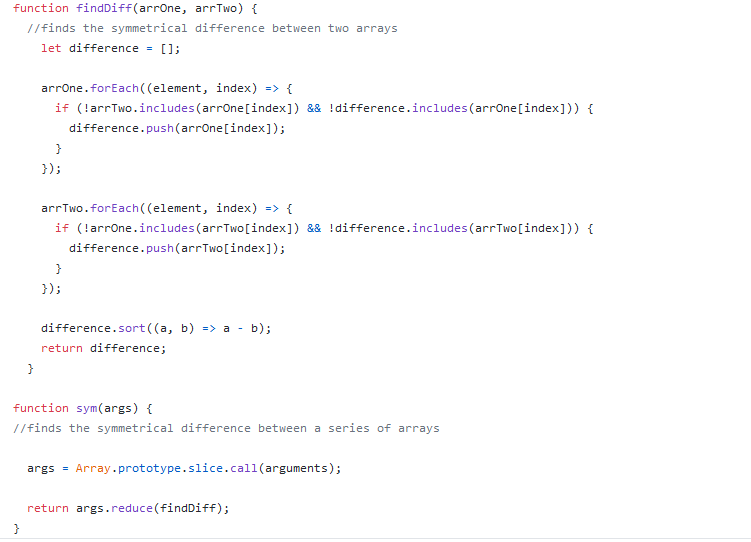 function findDiff(arrOne, arrTwo) {
  //finds the symmetrical difference between two arrays
    let difference = [];

    arrOne.forEach((element, index) => {
      if (!arrTwo.includes(arrOne[index]) && !difference.includes(arrOne[index])) {
        difference.push(arrOne[index]);
      }
    });

    arrTwo.forEach((element, index) => {
      if (!arrOne.includes(arrTwo[index]) && !difference.includes(arrTwo[index])) {
        difference.push(arrTwo[index]);
      }
    });

    difference.sort((a, b) => a - b);
    return difference;
  }

function sym(args) {
//finds the symmetrical difference between a series of arrays

  args = Array.prototype.slice.call(arguments);

  return args.reduce(findDiff);
}